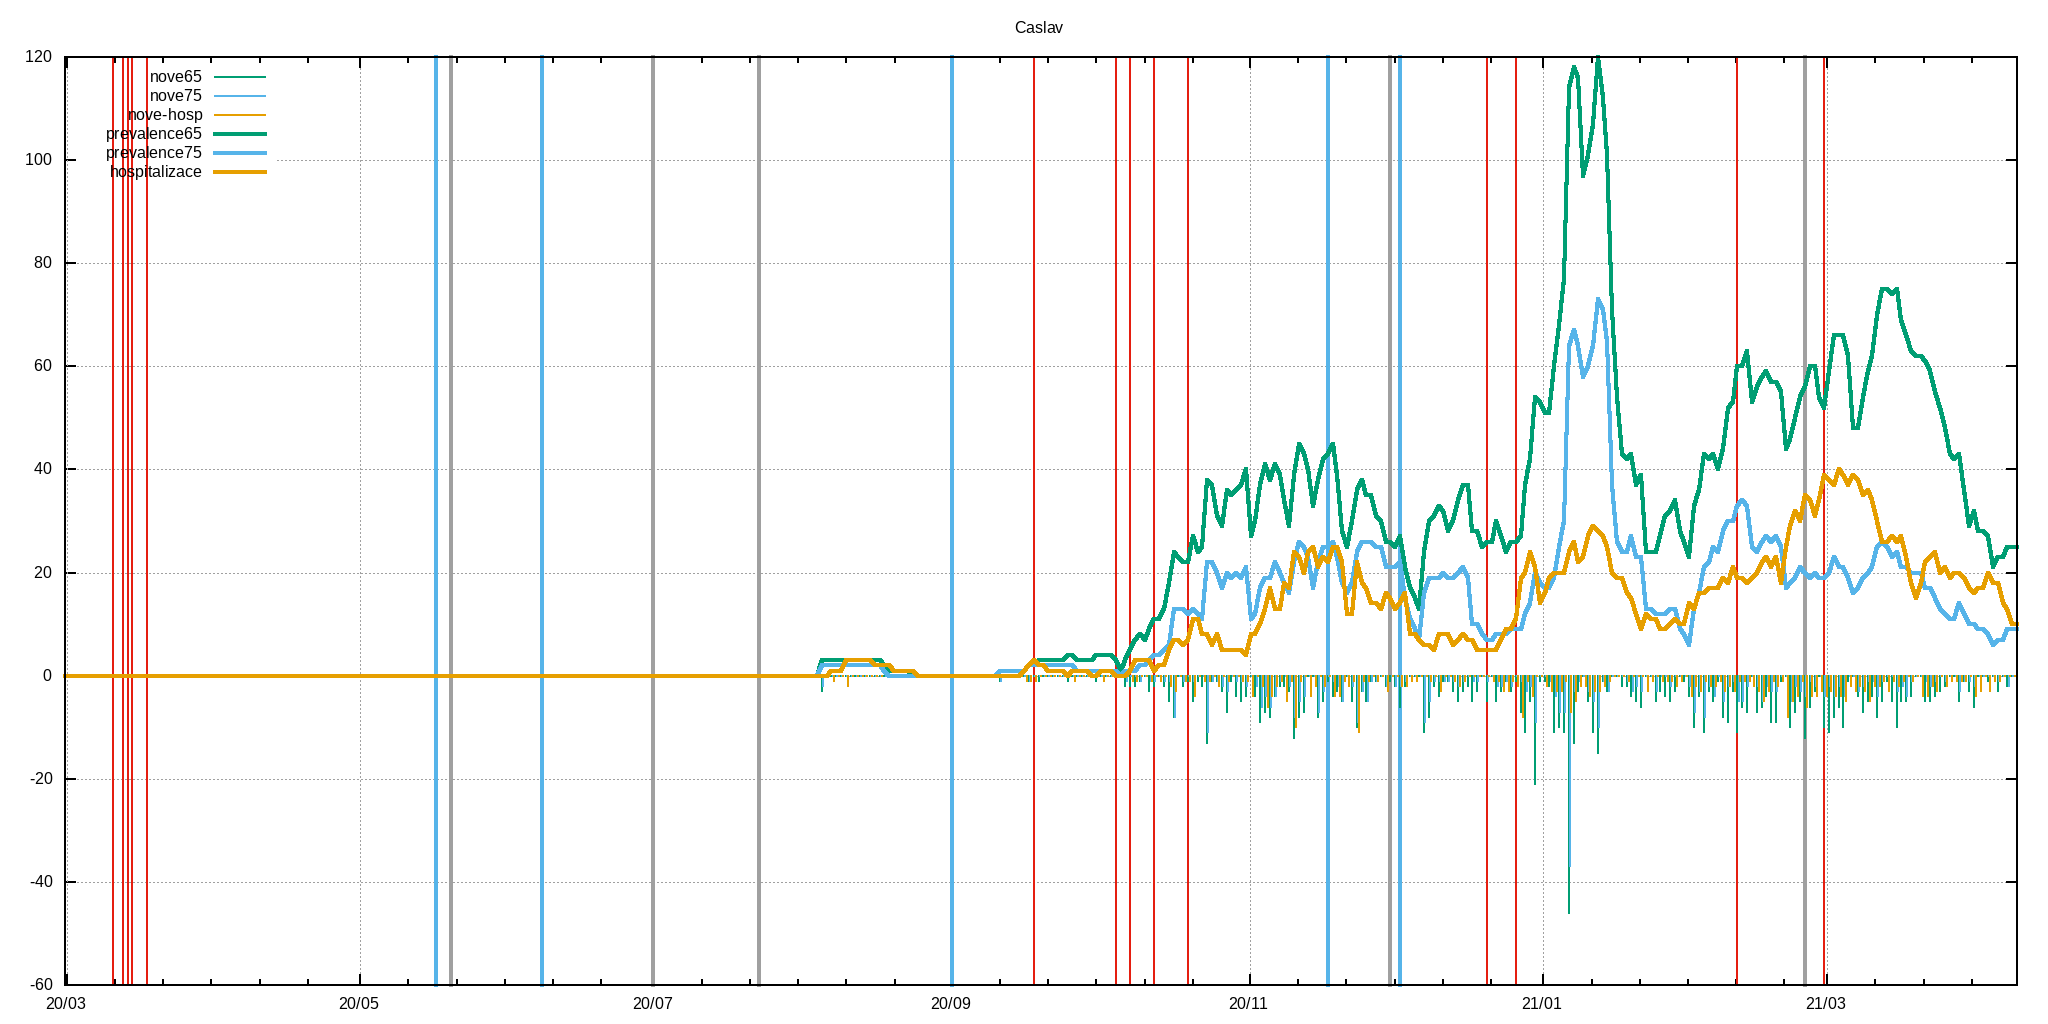 Caslav
120
100
80
60
40
20
0
-20
-40
-60
nove65
nove75
nove-hosp
prevalence65
prevalence75
hospitalizace
20/03 20/05 20/07 20/09 20/11 21/01 21/03